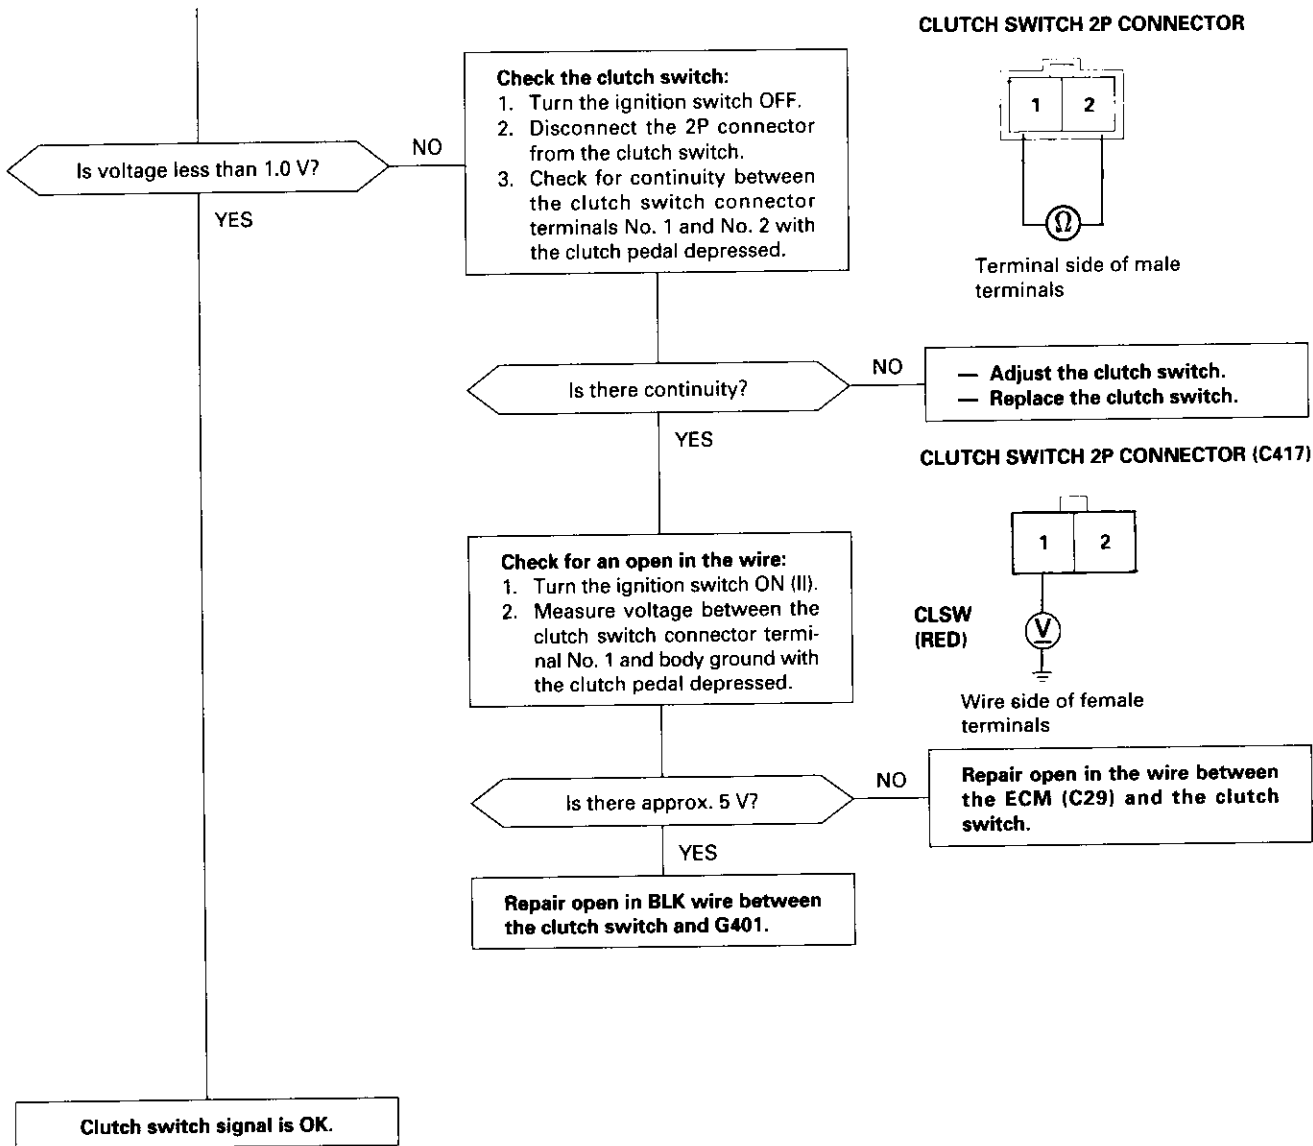 CLUTCH SWITCH 2P CONNECTOR
Check the clutch switch:
1. Turn the ignition switch OFF.
2. Disconnect the 2P connector
from the clutch switch.
3. Check for continuity between
the clutch switch connector
terminals No. 1 and No. 2 with
the clutch pedal depressed.
1 2
Ω
Terminal side of male
terminals
Is voltage less than 1.0 V?
NO
YES
Is there continuity?
NO
— Adjust the clutch switch.
— Replace the clutch switch.
YES
CLUTCH SWITCH 2P CONNECTOR (C417)
1 2
CLSW
(RED)
V
Wire side of female
terminals
Check for an open in the wire:
1. Turn the ignition switch ON (II).
2. Measure voltage between the
clutch switch connector termi-
nal No. 1 and body ground with
the clutch pedal depressed.
Is there approx. 5 V?
NO
Repair open in the wire between
the ECM (C29) and the clutch
switch.
YES
Repair open in BLK wire between
the clutch switch and G401.
Clutch switch signal is OK.